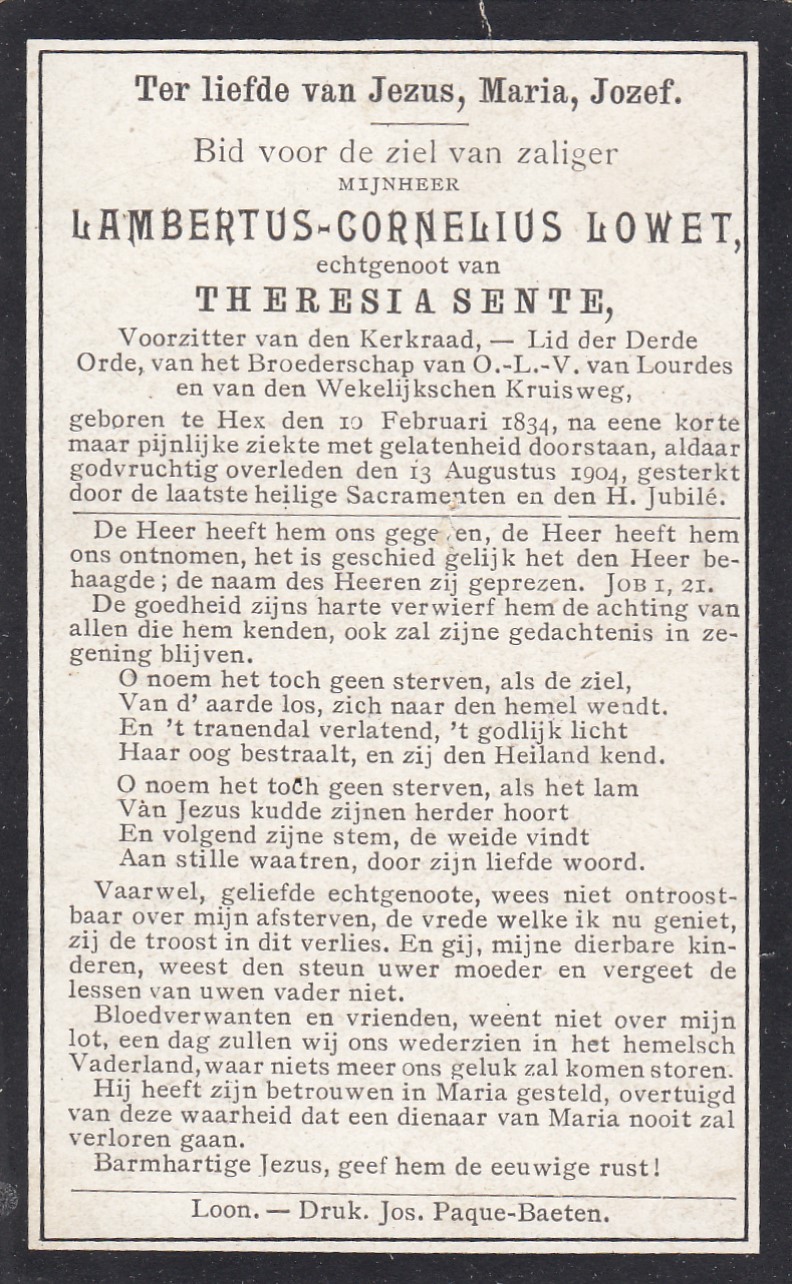 Ter liefde van Jezus, Maria, Jozef.
Bid voor de ziel van zaliger
MIJNHEER
LAMBERTUS-CORNELIUS LOWET,
echtgenoot van
THERESIA SENTE,
Voorzitter van den Kerkraad, — Lid der Derde
Orde, van het Broederschap van O.-L.-V. van Lourdes
en van den Wekelijkschen Kruisweg,
geboren te Hex den 10 Februari 1834, na eene korte
maar pijnlijke ziekte met gelatenheid doorstaan, aldaar
godvruchtig overleden den 13 Augustus 1904, gesterkt
door de laatste heilige Sacramenten en den H. Jubilé.
De Heer heeft hem ons gege en, de Heer heeft hem
ons ontnomen, het is geschied gelijk het den Heer be-
haagde; de naam des Heeren zij geprezen. JOB I, 21.
De goedheid zijns harte verwierf hem de achting van
allen die hem kenden, ook zal zijne gedachtenis in ze-
gening blijven.
O noem het toch geen sterven, als de ziel,
Van d' aarde los, zich naar den hemel wendt.
En 't tranendal verlatend, 't godlijk licht
Haar oog bestraalt, en zij den Heiland kend.
O noem het toch geen sterven, als het lam
Van Jezus kudde zijnen herder hoort
En volgend zijne stem, de weide vindt
Aan stille waatren, door zijn liefde woord.
Vaarwel, geliefde echtgenoote, wees niet ontroost-
baar over mijn afsterven, de vrede welke ik nu geniet,
zij de troost in dit verlies. En gij, mijne dierbare kin-
deren, weest den steun uwer moeder en vergeet de
lessen van uwen vader niet.
Bloedverwanten en vrienden, weent niet over mijn
lot, een dag zullen wij ons wederzien in het hemelsch
Vaderland, waar niets meer ons geluk zal komen storen.
Hij heeft zijn betrouwen in Maria gesteld, overtuigd
van deze waarheid dat een dienaar van Maria nooit zal
verloren gaan.
Barmhartige Jezus, geef hem de eeuwige rust!
Loon. — Druk. Jos. Paque-Baeten.